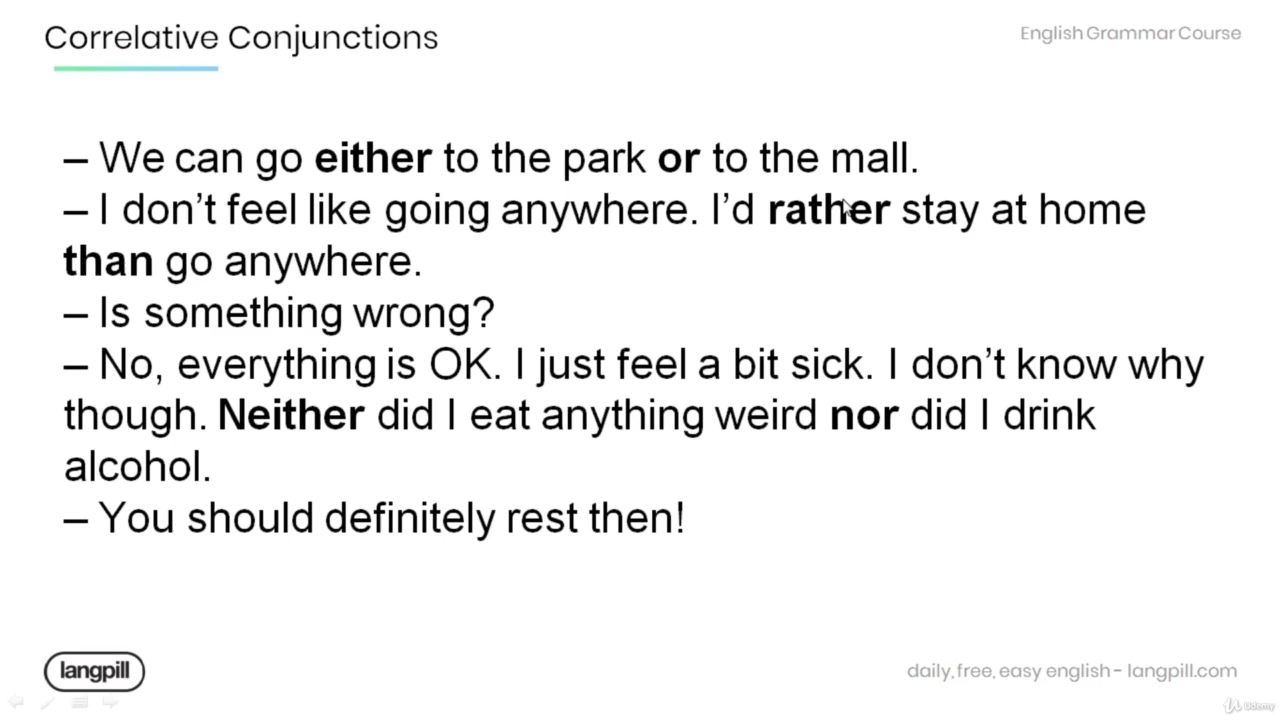 Correlative Conjunctions
English Grammar Course
– We can go either to the park or to the mall.
– I don’t feel like going anywhere. I’d rather stay at home
than go anywhere.
– Is something wrong?
– No, everything is OK. I just feel a bit sick. I don’t know why
though. Neither did I eat anything weird nor did I drink
alcohol.
– You should definitely rest then!
langpill
daily, free, easy english - langpill.com
Udemy